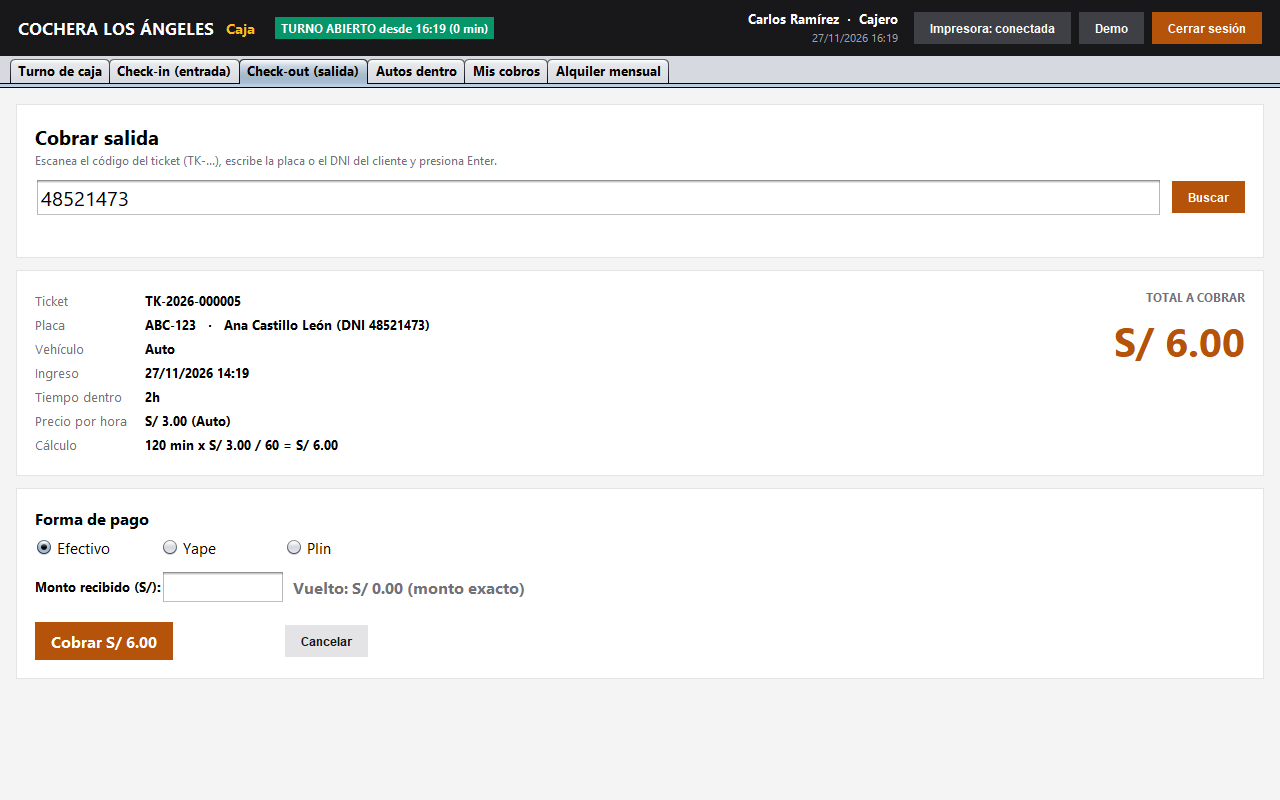 COCHERA LOS ÁNGELES Caja TURNO ABIERTO desde 16:19 (0 min) Carlos Ramírez · Cajero
27/11/2026 16:19
Impresora: conectada Demo Cerrar sesión
Turno de caja Check-in (entrada) Check-out (salida) Autos dentro Mis cobros Alquiler mensual
Cobrar salida
Escanea el código del ticket (TK-...), escribe la placa o el DNI del cliente y presiona Enter.
48521473 Buscar
Ticket TK-2026-000005
Placa ABC-123 · Ana Castillo León (DNI 48521473)
Vehículo Auto
Ingreso 27/11/2026 14:19
Tiempo dentro 2h
Precio por hora S/ 3.00 (Auto)
Cálculo 120 min x S/ 3.00 / 60 = S/ 6.00
TOTAL A COBRAR
S/ 6.00
Forma de pago
Efectivo Yape Plin
Monto recibido (S/): Vuelto: S/ 0.00 (monto exacto)
Cobrar S/ 6.00 Cancelar